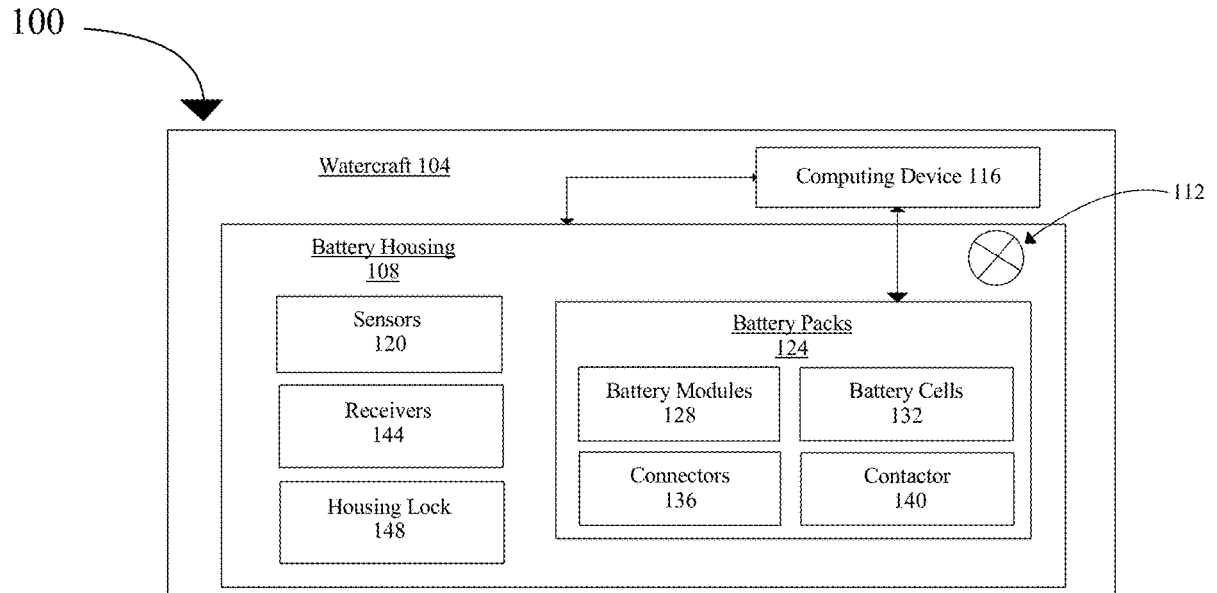 100
Watercraft 104
Computing Device 116
112
Battery Housing
108
Sensors
120
Receivers
144
Housing Lock
148
Battery Packs
124
Battery Modules
128
Battery Cells
132
Connectors
136
Contactor
140